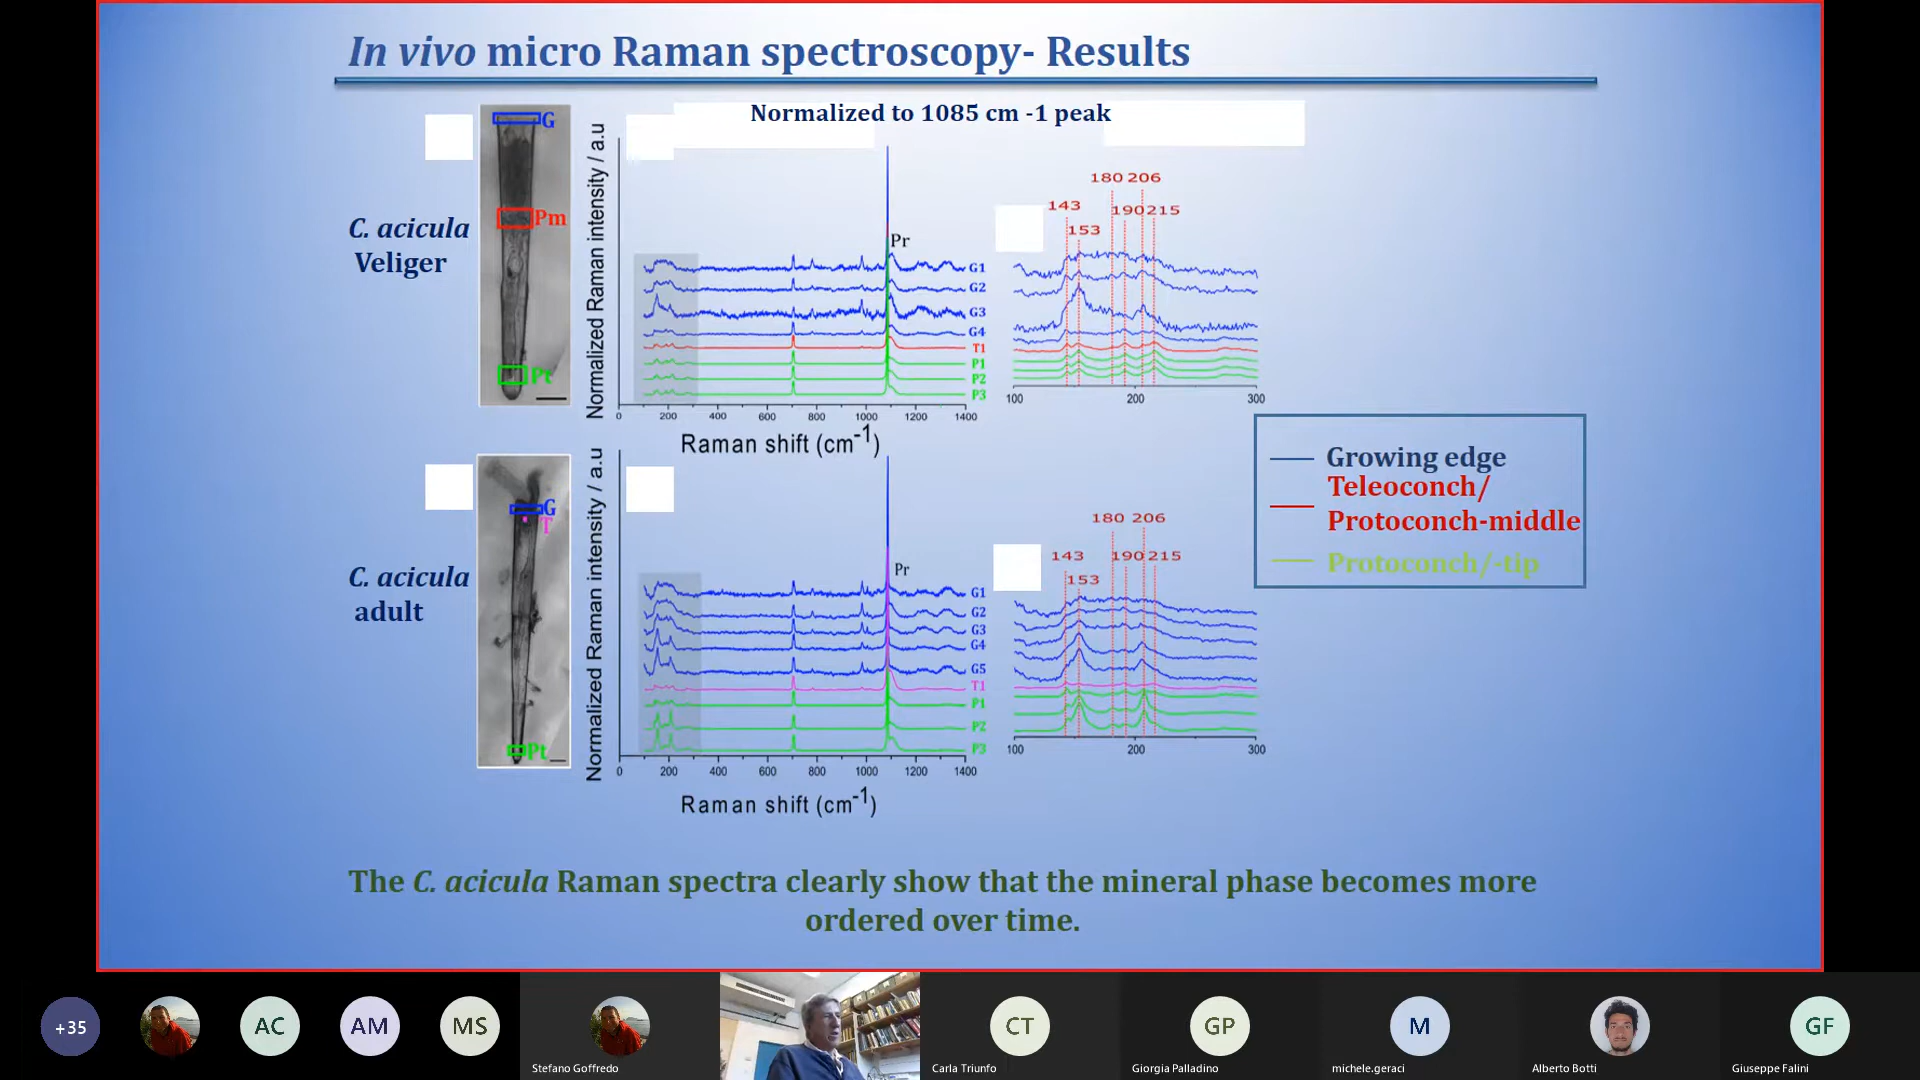 In vivo micro Raman spectroscopy- Results
Normalized to 1085 cm -1 peak
G
Pm
Pt
C. acicula
Veliger
Normalized Raman intensity / a.u
Pr
G1
G2
G3
G4
T1
P1
P2
P3
0 200 400 600 800 1000 1200 1400
Raman shift (cm-1)
180 206
143 190 215
153
100 200 300
Growing edge
Teleoconch/
Protoconch-middle
Protoconch/-tip
G
T
Pt
C. acicula
adult
Normalized Raman intensity / a.u
Pr
G1
G2
G3
G4
G5
T1
P1
P2
P3
0 200 400 600 800 1000 1200 1400
Raman shift (cm-1)
180 206
143 190 215
153
100 200 300
The C. acicula Raman spectra clearly show that the mineral phase becomes more
ordered over time.
+35
AC
AM
MS
Stefano Goffredo
CT
Carla Triunfo
GP
Giorgia Palladino
M
michele.geraci
Alberto Botti
GF
Giuseppe Falini